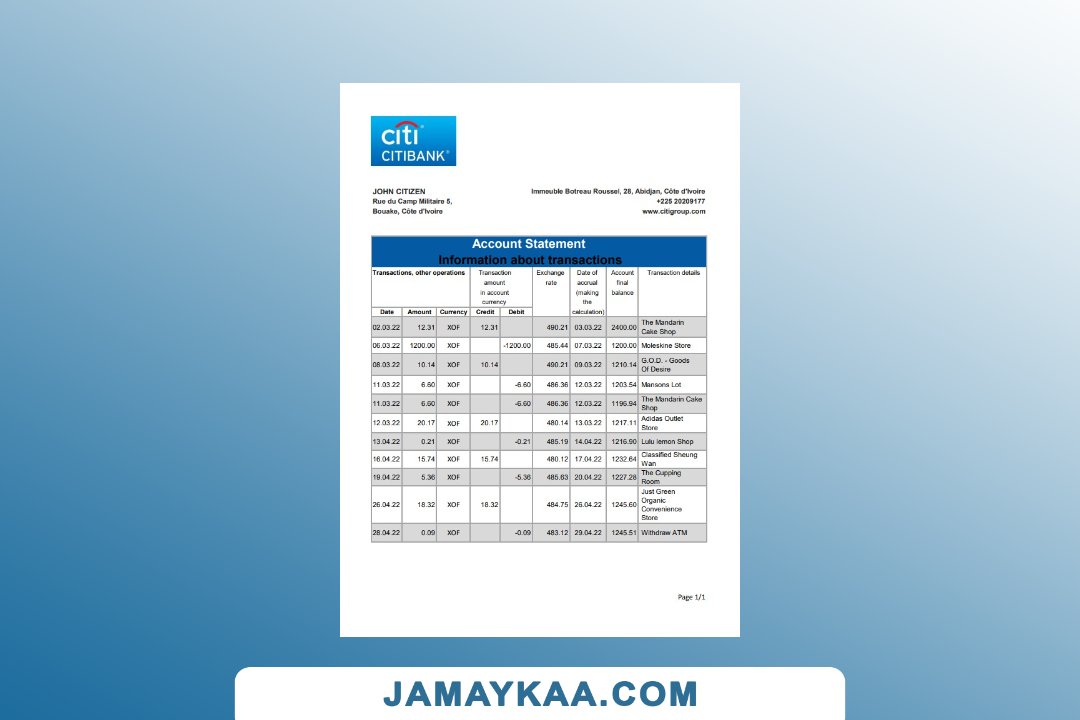 citi
CITIBANK®
JOHN CITIZEN
Rue du Camp Militaire 5,
Bouake, Côte d'Ivoire
Immeuble Botreau Roussel, 28, Abidjan, Côte d'Ivoire
+225 20209177
www.citigroup.com
Account Statement
Information about transactions
Transactions, other operations
Transaction
amount
in account
currency
Exchange
rate
Date of
accrual
(making
the
calculation)
Account
final
balance
Transaction details
Date Amount Currency Credit Debit
02.03.22 12.31 XOF 12.31 490.21 03.03.22 2400.00 The Mandarin
Cake Shop
06.03.22 1200.00 XOF -1200.00 485.44 07.03.22 1200.00 Moleskine Store
08.03.22 10.14 XOF 10.14 490.21 09.03.22 1210.14 G.O.D. - Goods
Of Desire
11.03.22 6.60 XOF -6.60 486.36 12.03.22 1203.54 Mansons Lot
11.03.22 6.60 XOF -6.60 486.36 12.03.22 1196.94 The Mandarin Cake
Shop
12.03.22 20.17 XOF 20.17 480.14 13.03.22 1217.11 Adidas Outlet
Store
13.04.22 0.21 XOF -0.21 485.19 14.04.22 1216.90 Lulu lemon Shop
16.04.22 15.74 XOF 15.74 480.12 17.04.22 1232.64 Classified Sheung
Wan
19.04.22 5.36 XOF -5.36 485.63 20.04.22 1227.28 The Cupping
Room
26.04.22 18.32 XOF 18.32 484.75 26.04.22 1245.60 Just Green
Organic
Convenience
Store
28.04.22 0.09 XOF -0.09 483.12 29.04.22 1245.51 Withdraw ATM
Page 1/1
JAMAYKAA.COM